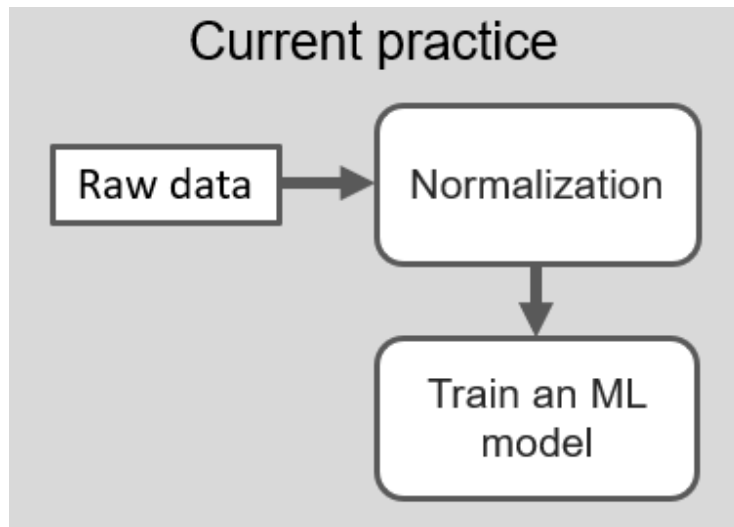 Current practice
Raw data
Normalization
Train an ML
model